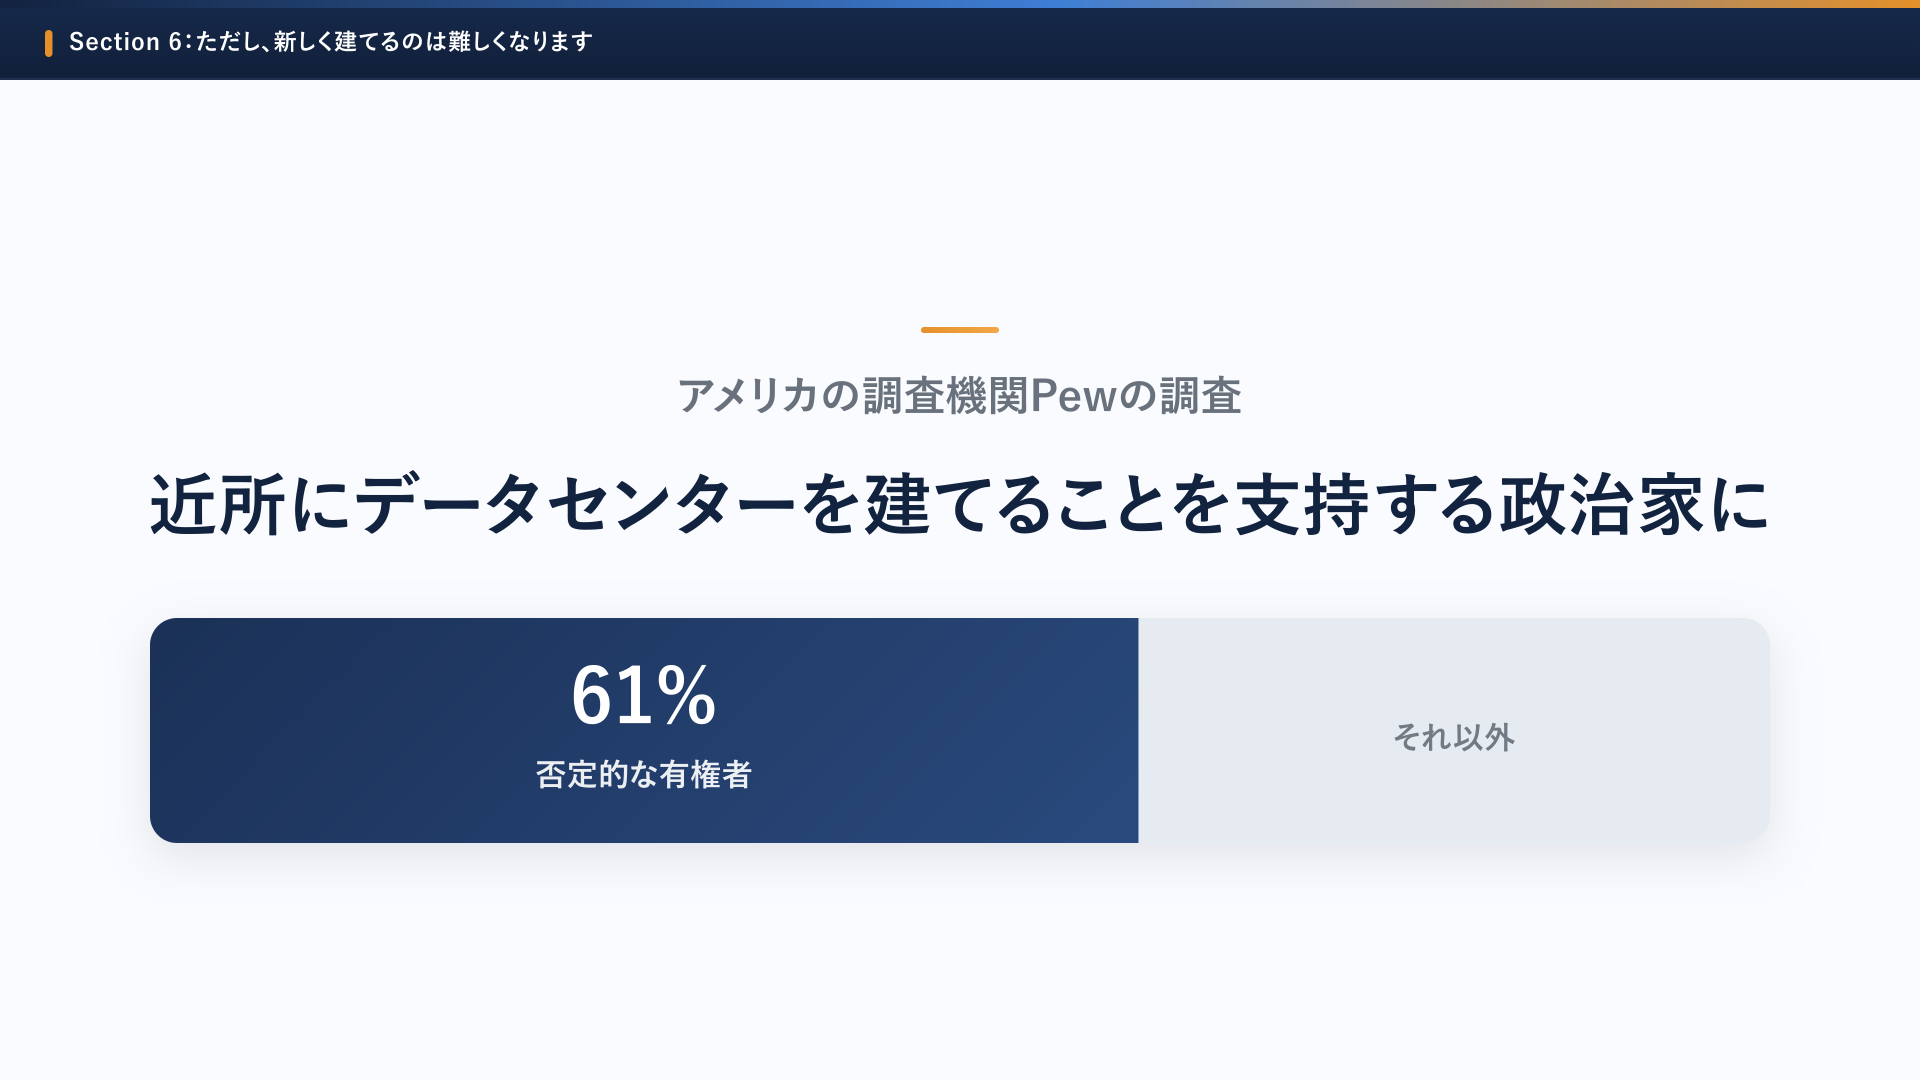 Section 6：ただし、新しく建てるのは難しくなります
アメリカの調査機関Pewの調査
近所にデータセンターを建てることを支持する政治家に
61%
否定的な有権者
それ以外